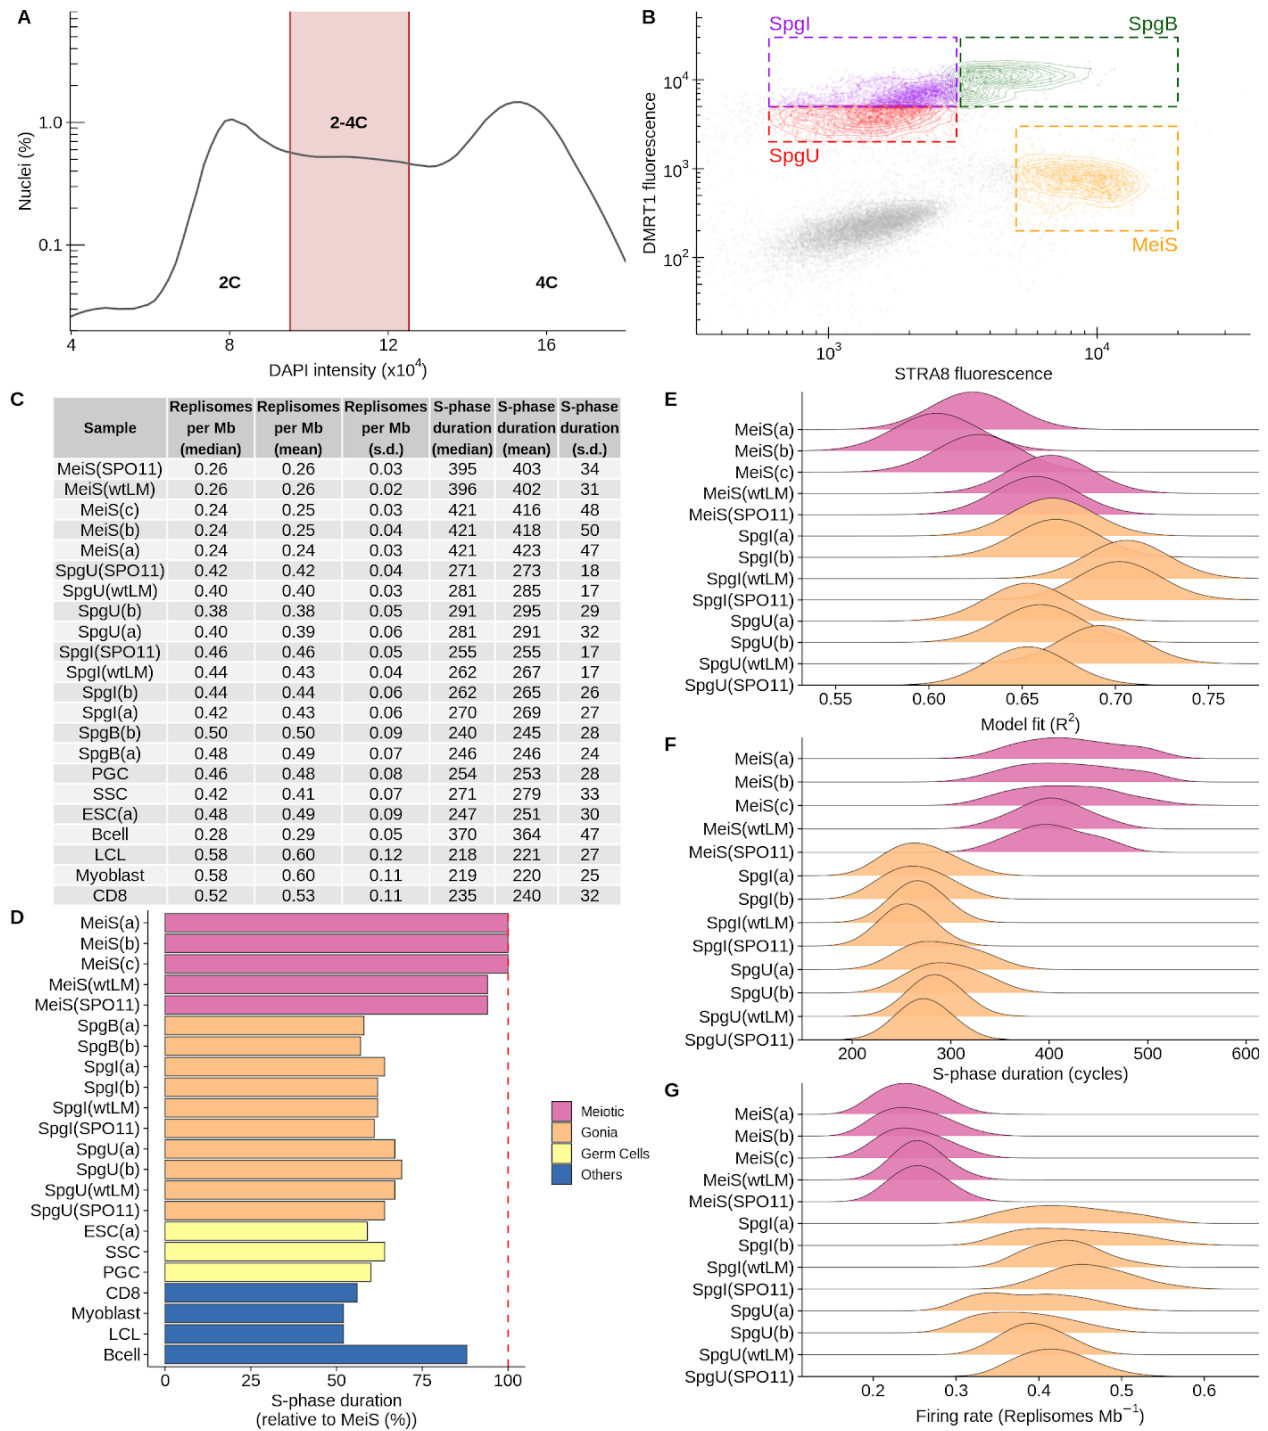 A
Nuclei (%)
1.0
0.1
2-4C
2C
4C
4 8 12 16
DAPI intensity (x10⁴)
B
DMRT1 fluorescence
10⁴
10³
10²
SpgI
SpgB
SpgU
MeiS
10³ 10⁴
STRA8 fluorescence
C
Sample | Replisomes per Mb (median) | Replisomes per Mb (mean) | Replisomes per Mb (s.d.) | S-phase duration (median) | S-phase duration (mean) | S-phase duration (s.d.)
MeiS(SPO11) 0.26 0.26 0.03 395 403 34
MeiS(wtLM) 0.26 0.26 0.02 396 402 31
MeiS(c) 0.24 0.25 0.03 421 416 48
MeiS(b) 0.24 0.25 0.04 421 418 50
MeiS(a) 0.24 0.24 0.03 421 423 47
SpgU(SPO11) 0.42 0.42 0.04 271 273 18
SpgU(wtLM) 0.40 0.40 0.03 281 285 17
SpgU(b) 0.38 0.38 0.05 291 295 29
SpgU(a) 0.40 0.39 0.06 281 291 32
SpgI(SPO11) 0.46 0.46 0.05 255 255 17
SpgI(wtLM) 0.44 0.43 0.04 262 267 17
SpgI(b) 0.44 0.44 0.06 262 265 26
SpgI(a) 0.42 0.43 0.06 270 269 27
SpgB(b) 0.50 0.50 0.09 240 245 28
SpgB(a) 0.48 0.49 0.07 246 246 24
PGC 0.46 0.48 0.08 254 253 28
SSC 0.42 0.41 0.07 271 279 33
ESC(a) 0.48 0.49 0.09 247 251 30
Bcell 0.28 0.29 0.05 370 364 47
LCL 0.58 0.60 0.12 218 221 27
Myoblast 0.58 0.60 0.11 219 220 25
CD8 0.52 0.53 0.11 235 240 32
D
MeiS(a)
MeiS(b)
MeiS(c)
MeiS(wtLM)
MeiS(SPO11)
SpgB(a)
SpgB(b)
SpgI(a)
SpgI(b)
SpgI(wtLM)
SpgI(SPO11)
SpgU(a)
SpgU(b)
SpgU(wtLM)
SpgU(SPO11)
ESC(a)
SSC
PGC
CD8
Myoblast
LCL
Bcell
0 25 50 75 100
S-phase duration
(relative to MeiS (%))
Meiotic
Gonia
Germ Cells
Others
E
MeiS(a)
MeiS(b)
MeiS(c)
MeiS(wtLM)
MeiS(SPO11)
SpgI(a)
SpgI(b)
SpgI(wtLM)
SpgI(SPO11)
SpgU(a)
SpgU(b)
SpgU(wtLM)
SpgU(SPO11)
0.55 0.60 0.65 0.70 0.75
Model fit (R²)
F
MeiS(a)
MeiS(b)
MeiS(c)
MeiS(wtLM)
MeiS(SPO11)
SpgI(a)
SpgI(b)
SpgI(wtLM)
SpgI(SPO11)
SpgU(a)
SpgU(b)
SpgU(wtLM)
SpgU(SPO11)
200 300 400 500 600
S-phase duration (cycles)
G
MeiS(a)
MeiS(b)
MeiS(c)
MeiS(wtLM)
MeiS(SPO11)
SpgI(a)
SpgI(b)
SpgI(wtLM)
SpgI(SPO11)
SpgU(a)
SpgU(b)
SpgU(wtLM)
SpgU(SPO11)
0.2 0.3 0.4 0.5 0.6
Firing rate (Replisomes Mb⁻¹)